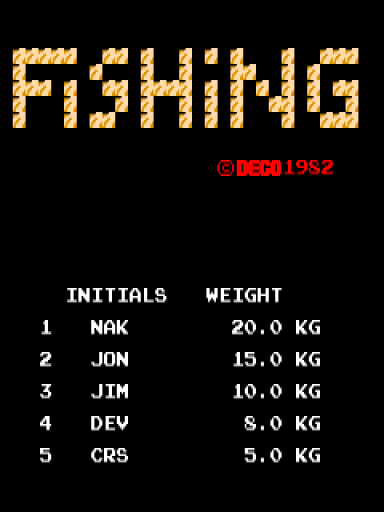 FiSHiNG
© DECO 1982
INITIALS WEIGHT
1 NAK 20.0 KG
2 JON 15.0 KG
3 JIM 10.0 KG
4 DEV 8.0 KG
5 CRS 5.0 KG